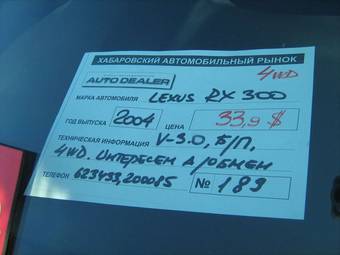 ХАБАРОВСКИЙ АВТОМОБИЛЬНЫЙ РЫНОК
AUTO DEALER
4WD
МАРКА АВТОМОБИЛЯ LEXUS RX 300
ГОД ВЫПУСКА 2004 ЦЕНА 33,9 $
ТЕХНИЧЕСКАЯ ИНФОРМАЦИЯ V-3.0, Б/П,
4WD. Интересен а/обмен
ТЕЛЕФОН 623433, 200085 № 189